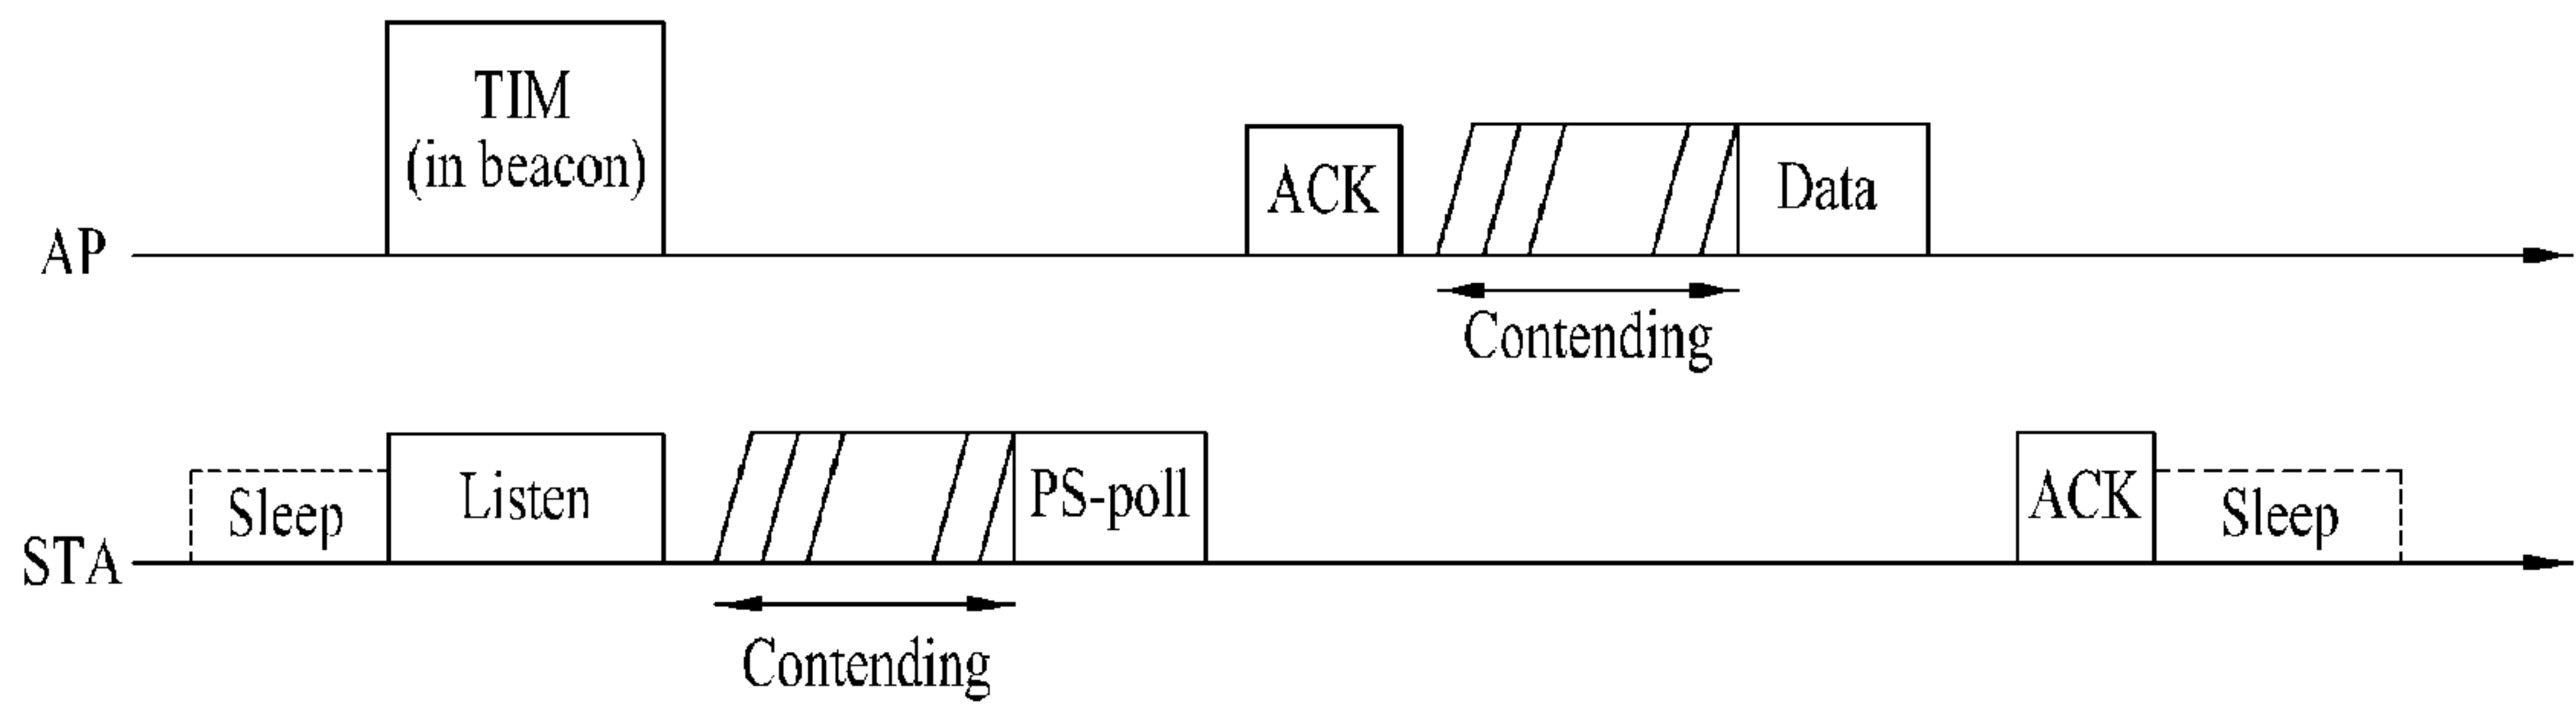 TIM
(in beacon)
AP
ACK
Data
Contending
STA
Sleep
Listen
PS-poll
ACK
Sleep
Contending